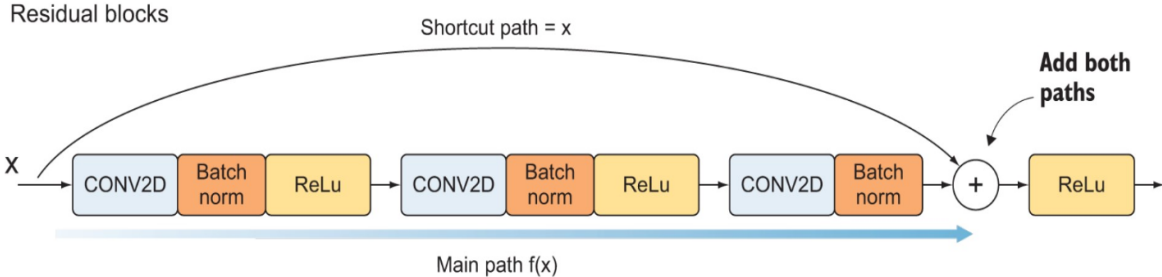 Residual blocks
Shortcut path = x
Add both
paths
X
CONV2D
Batch
norm
ReLu
CONV2D
Batch
norm
ReLu
CONV2D
Batch
norm
+
ReLu
Main path f(x)